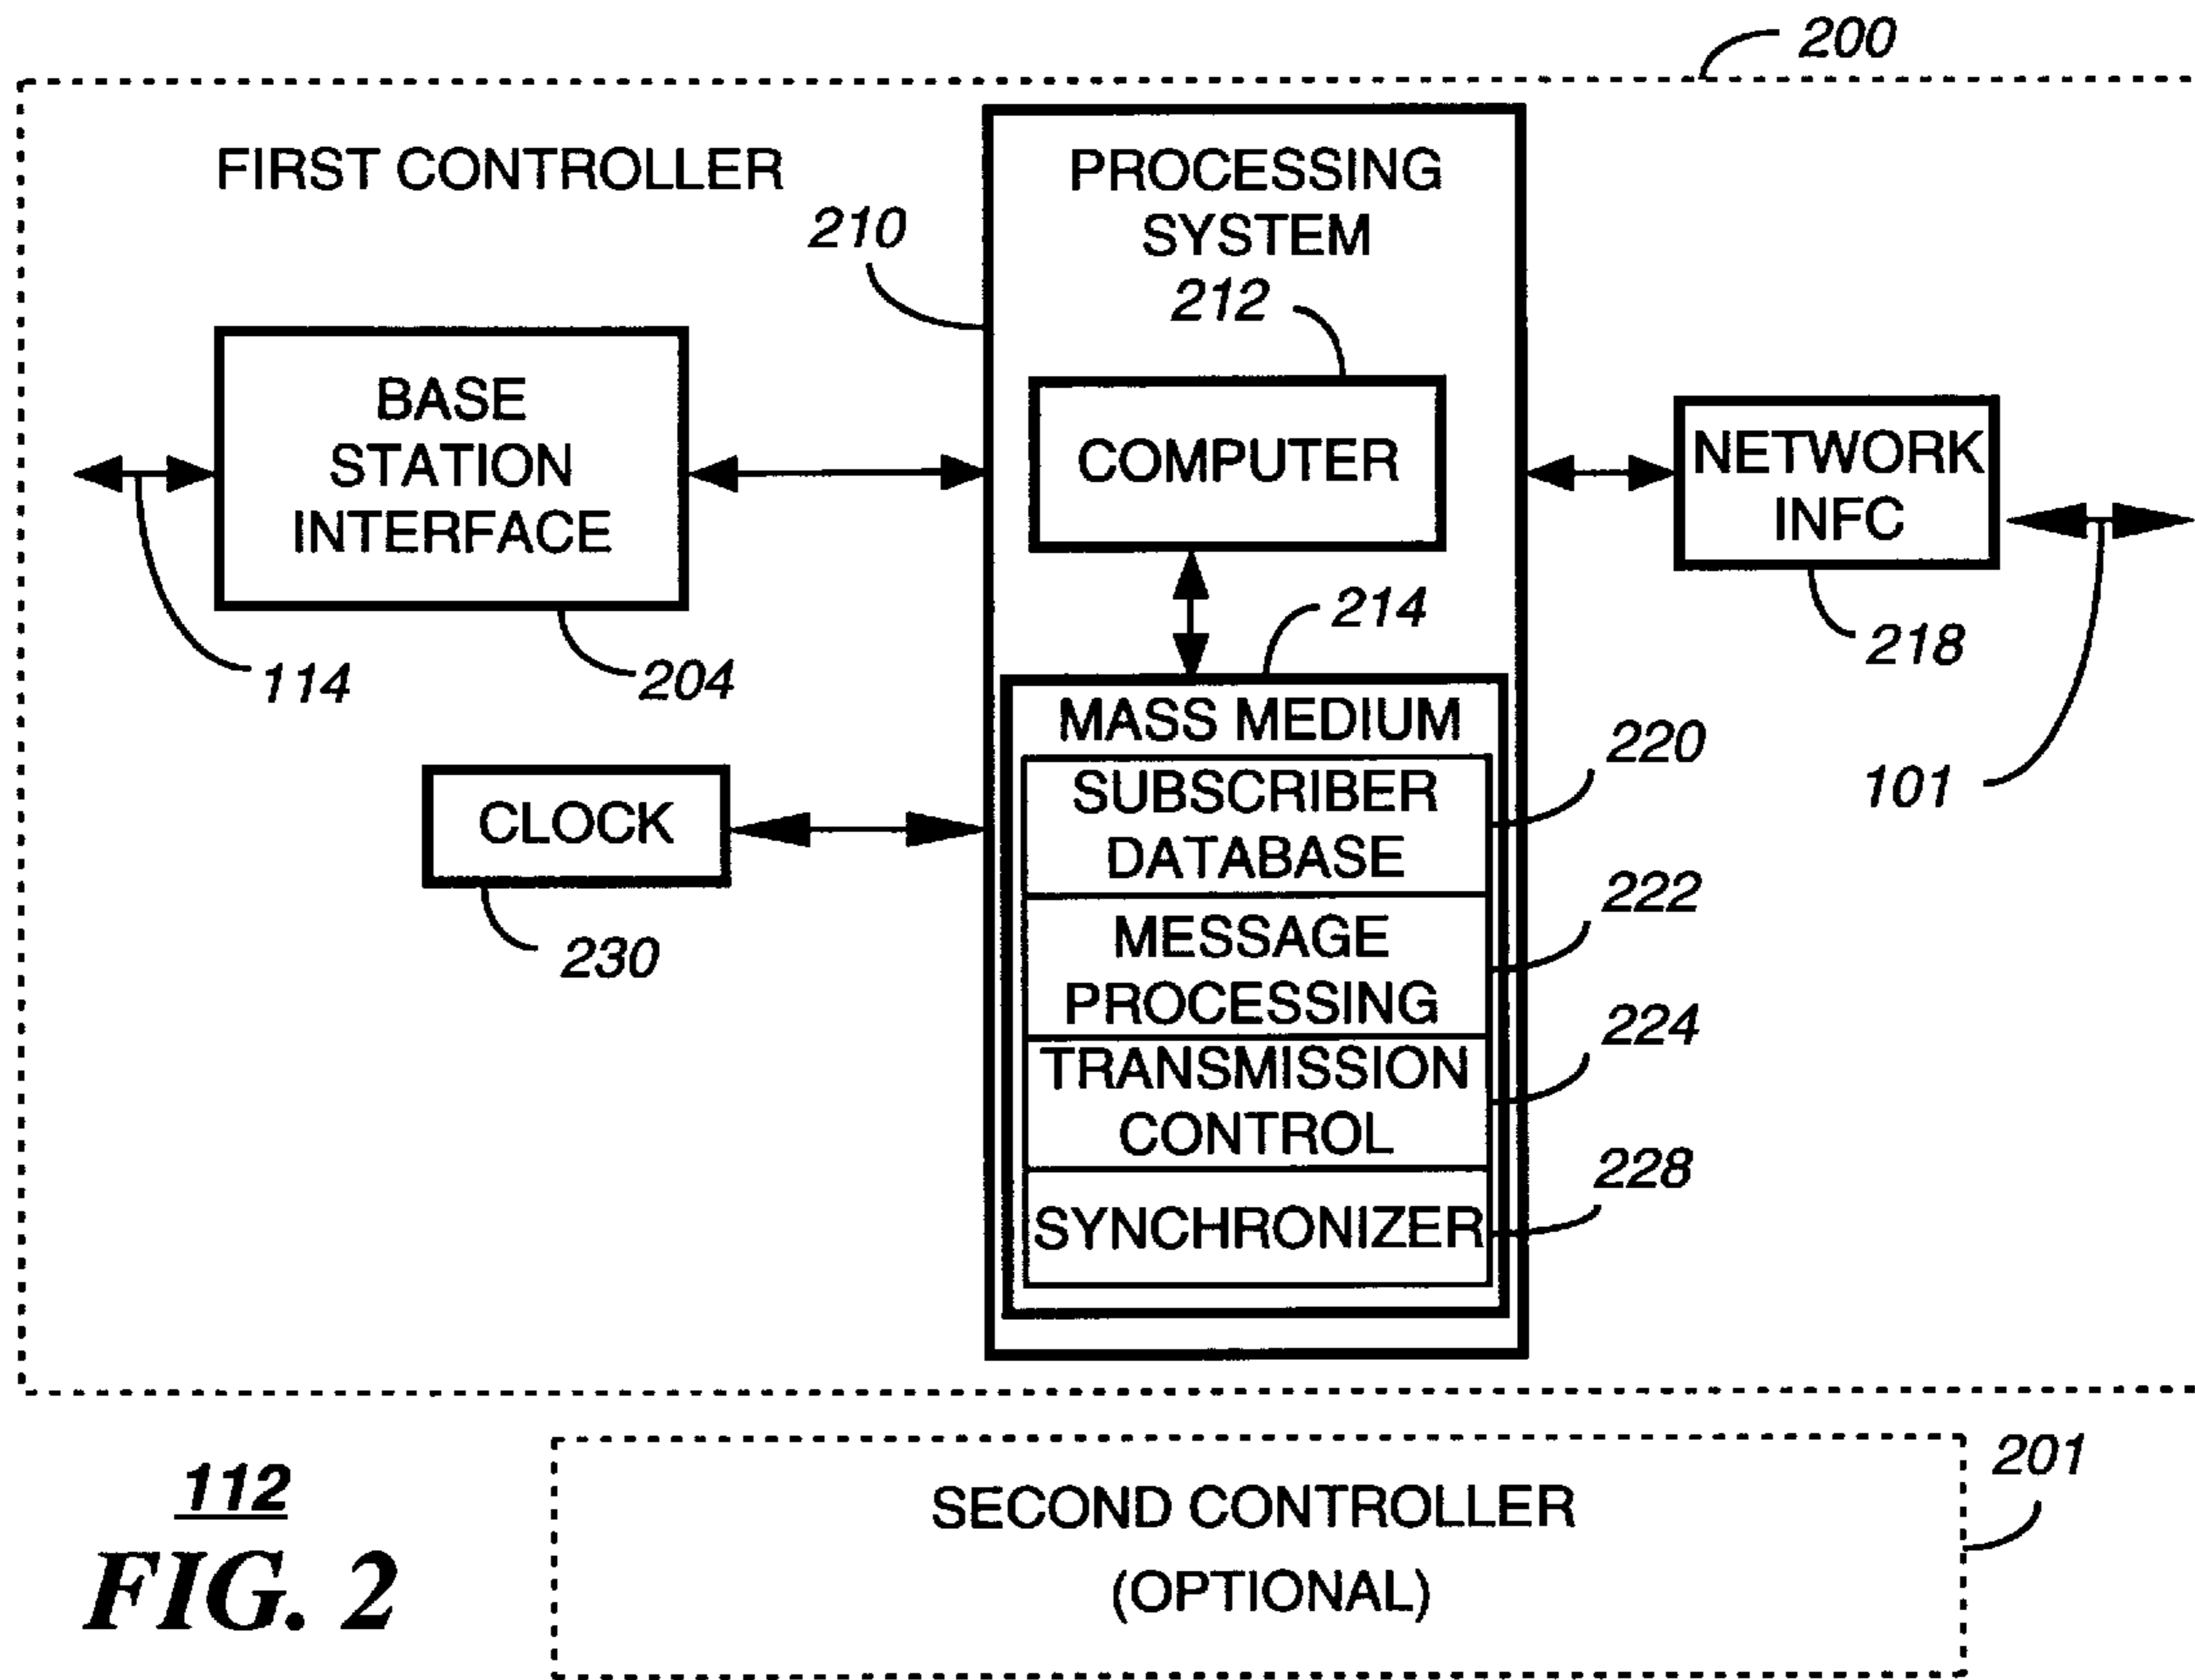 200
FIRST CONTROLLER
PROCESSING
SYSTEM
210
212
BASE
STATION
INTERFACE
COMPUTER
NETWORK
INFC
114
204
214
218
101
MASS MEDIUM
SUBSCRIBER
DATABASE
220
CLOCK
230
MESSAGE
PROCESSING
222
TRANSMISSION
CONTROL
224
SYNCHRONIZER
228
112
FIG. 2
SECOND CONTROLLER
(OPTIONAL)
201